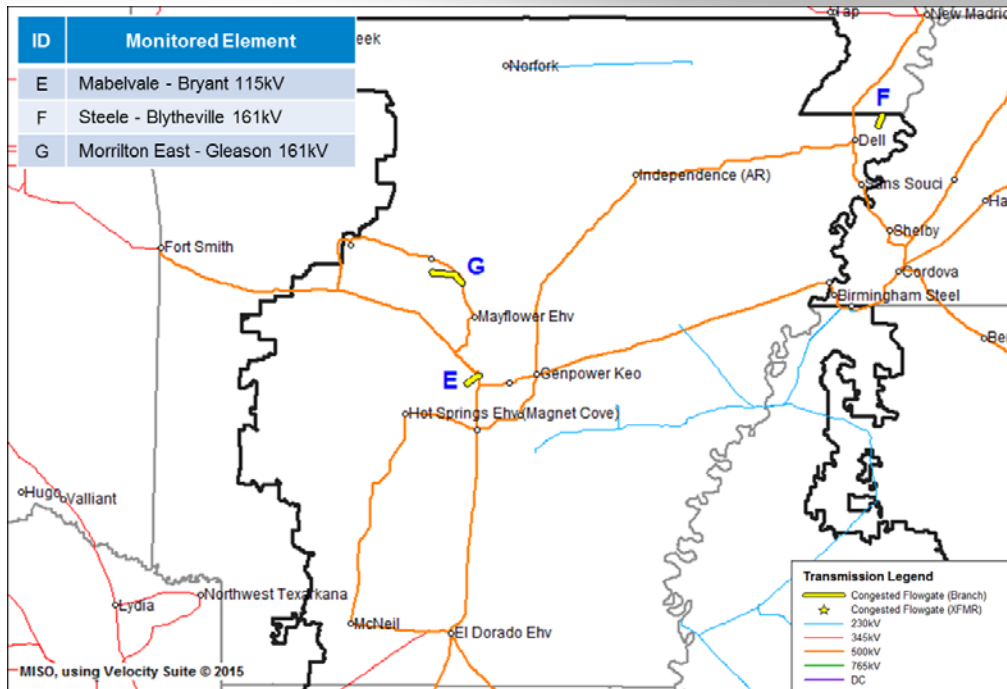 ID Monitored Element
E Mabelvale - Bryant 115kV
F Steele - Blytheville 161kV
G Morrilton East - Gleason 161kV
eek
Norfork
Tap
New Madrid
F
Dell
Independence (AR)
Sans Souci
Ha
Shelby
Fort Smith
G
Cordova
Birmingham Steel
Mayflower Ehv
Ber
E
Genpower Keo
Hot Springs Ehv (Magnet Cove)
Hugo
Valliant
Northwest Texarkana
Lydia
McNeil
El Dorado Ehv
MISO, using Velocity Suite © 2015
Transmission Legend
Congested Flowgate (Branch)
Congested Flowgate (XFMR)
230kV
345kV
500kV
765kV
DC